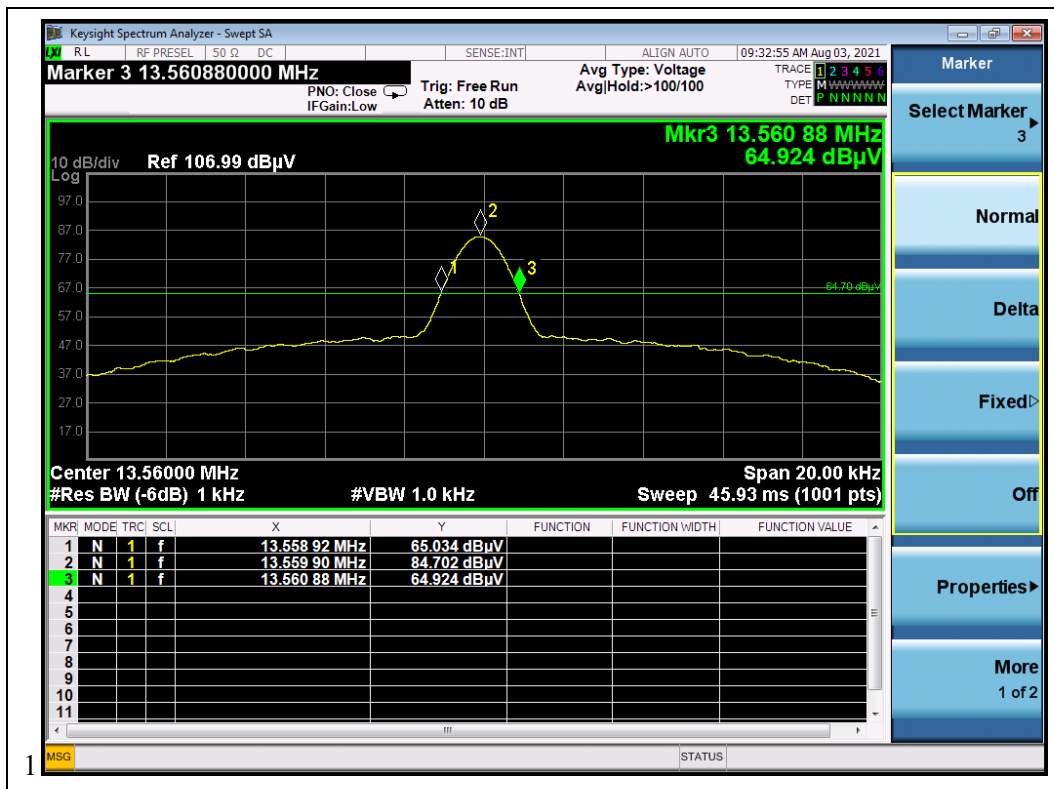 Keysight Spectrum Analyzer - Swept SA
LXI RL RF PRESEL 50 Ω DC SENSE:INT ALIGN AUTO 09:32:55 AM Aug 03, 2021
Marker 3 13.560880000 MHz
PNO: Close
IFGain:Low
Trig: Free Run
Atten: 10 dB
Avg Type: Voltage
Avg|Hold:>100/100
TRACE 1 2 3 4 5 6
TYPE M WWWWW
DET P N N N N N
Mkr3 13.560 88 MHz
64.924 dBµV
10 dB/div Ref 106.99 dBµV
Log
97.0
87.0
77.0
67.0
57.0
47.0
37.0
27.0
17.0
1
2
3
64.70 dBµV
Center 13.56000 MHz Span 20.00 kHz
#Res BW (-6dB) 1 kHz #VBW 1.0 kHz Sweep 45.93 ms (1001 pts)
MKR MODE TRC SCL X Y FUNCTION FUNCTION WIDTH FUNCTION VALUE
1 N 1 f 13.558 92 MHz 65.034 dBµV
2 N 1 f 13.559 90 MHz 84.702 dBµV
3 N 1 f 13.560 88 MHz 64.924 dBµV
4
5
6
7
8
9
10
11
MSG STATUS
Marker
Select Marker
3
Normal
Delta
Fixed
Off
Properties
More
1 of 2
1